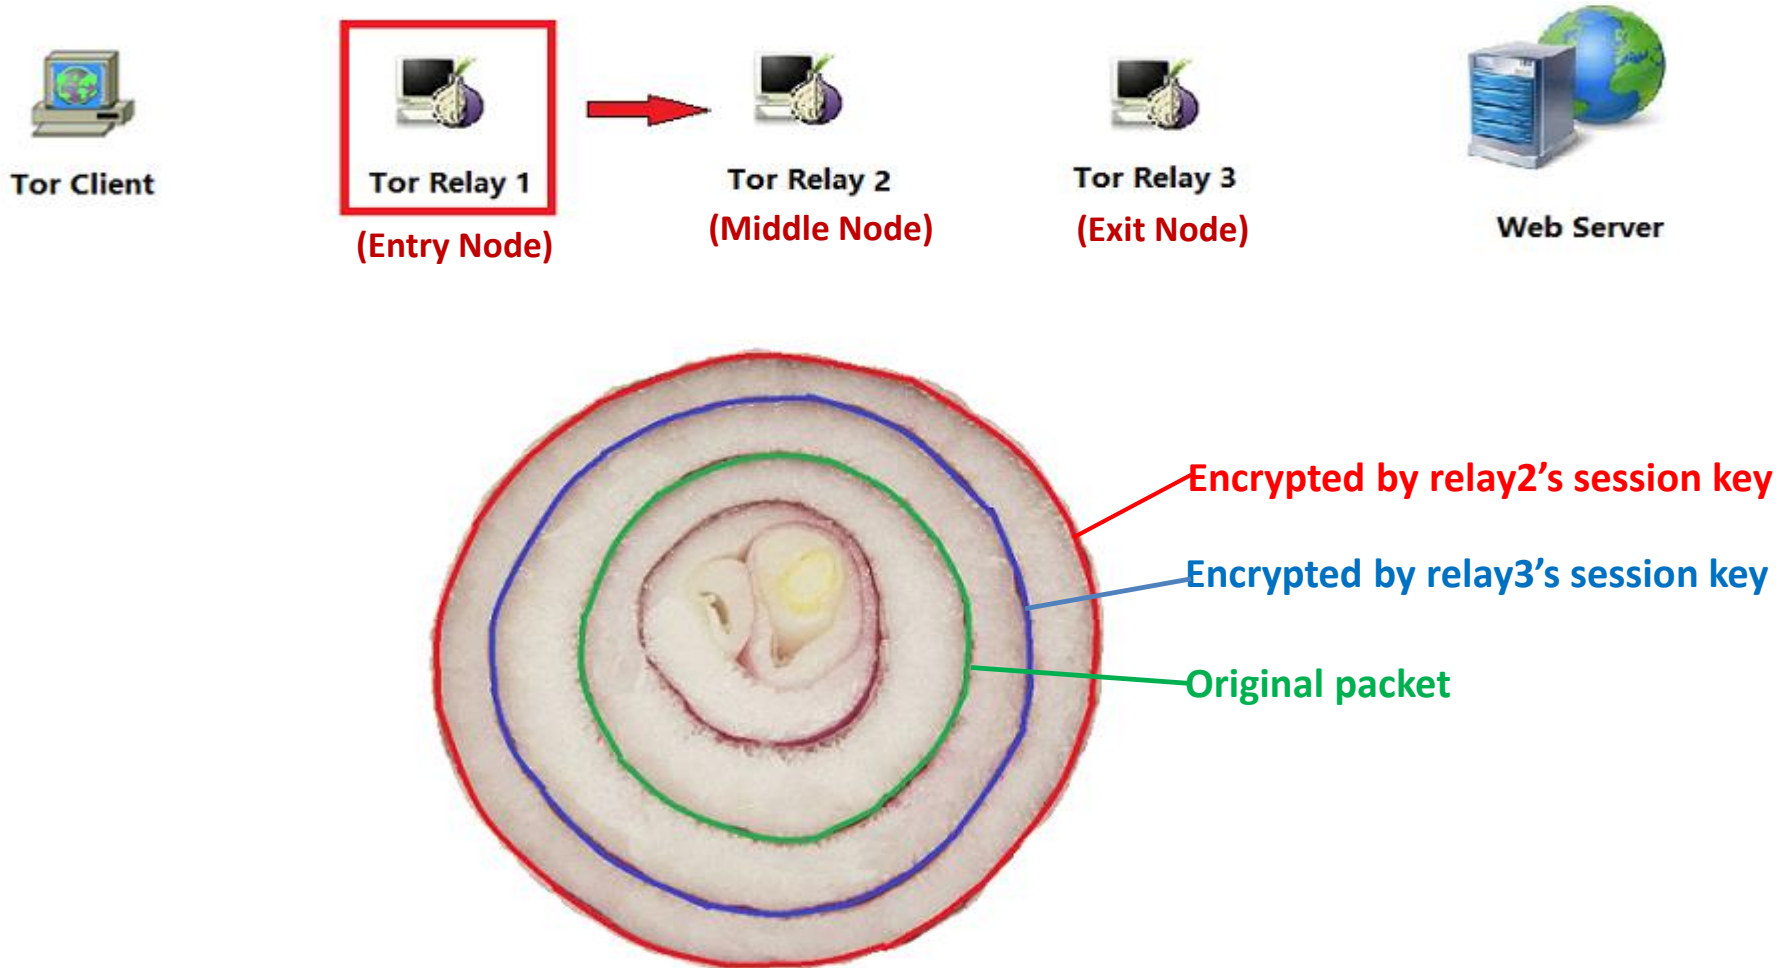 Tor Client
Tor Relay 1
(Entry Node)
Tor Relay 2
(Middle Node)
Tor Relay 3
(Exit Node)
Web Server
Encrypted by relay2’s session key
Encrypted by relay3’s session key
Original packet